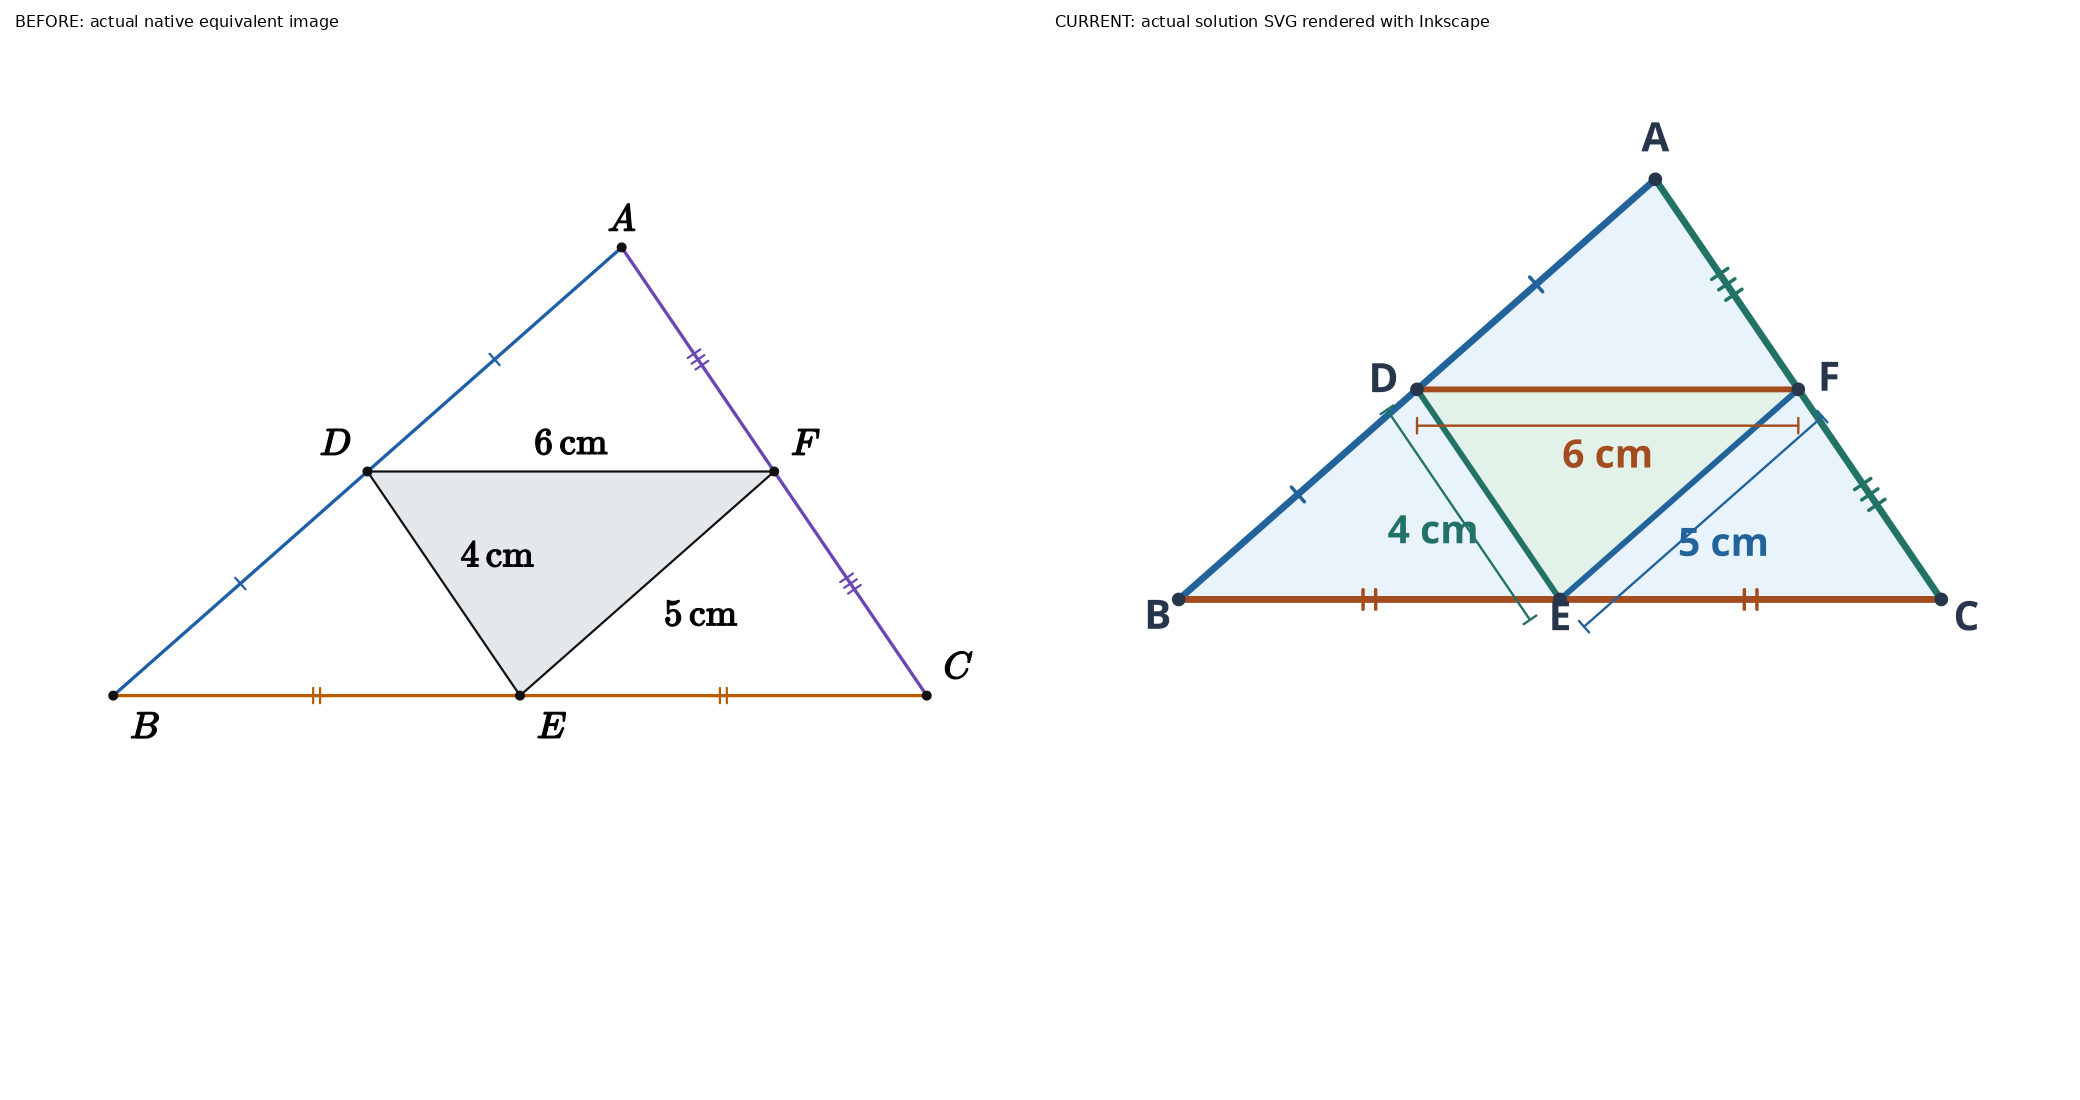 BEFORE: actual native equivalent image
A
D
6 cm
F
4 cm
5 cm
C
B
E
CURRENT: actual solution SVG rendered with Inkscape
A
D
F
6 cm
4 cm
5 cm
B
E
C